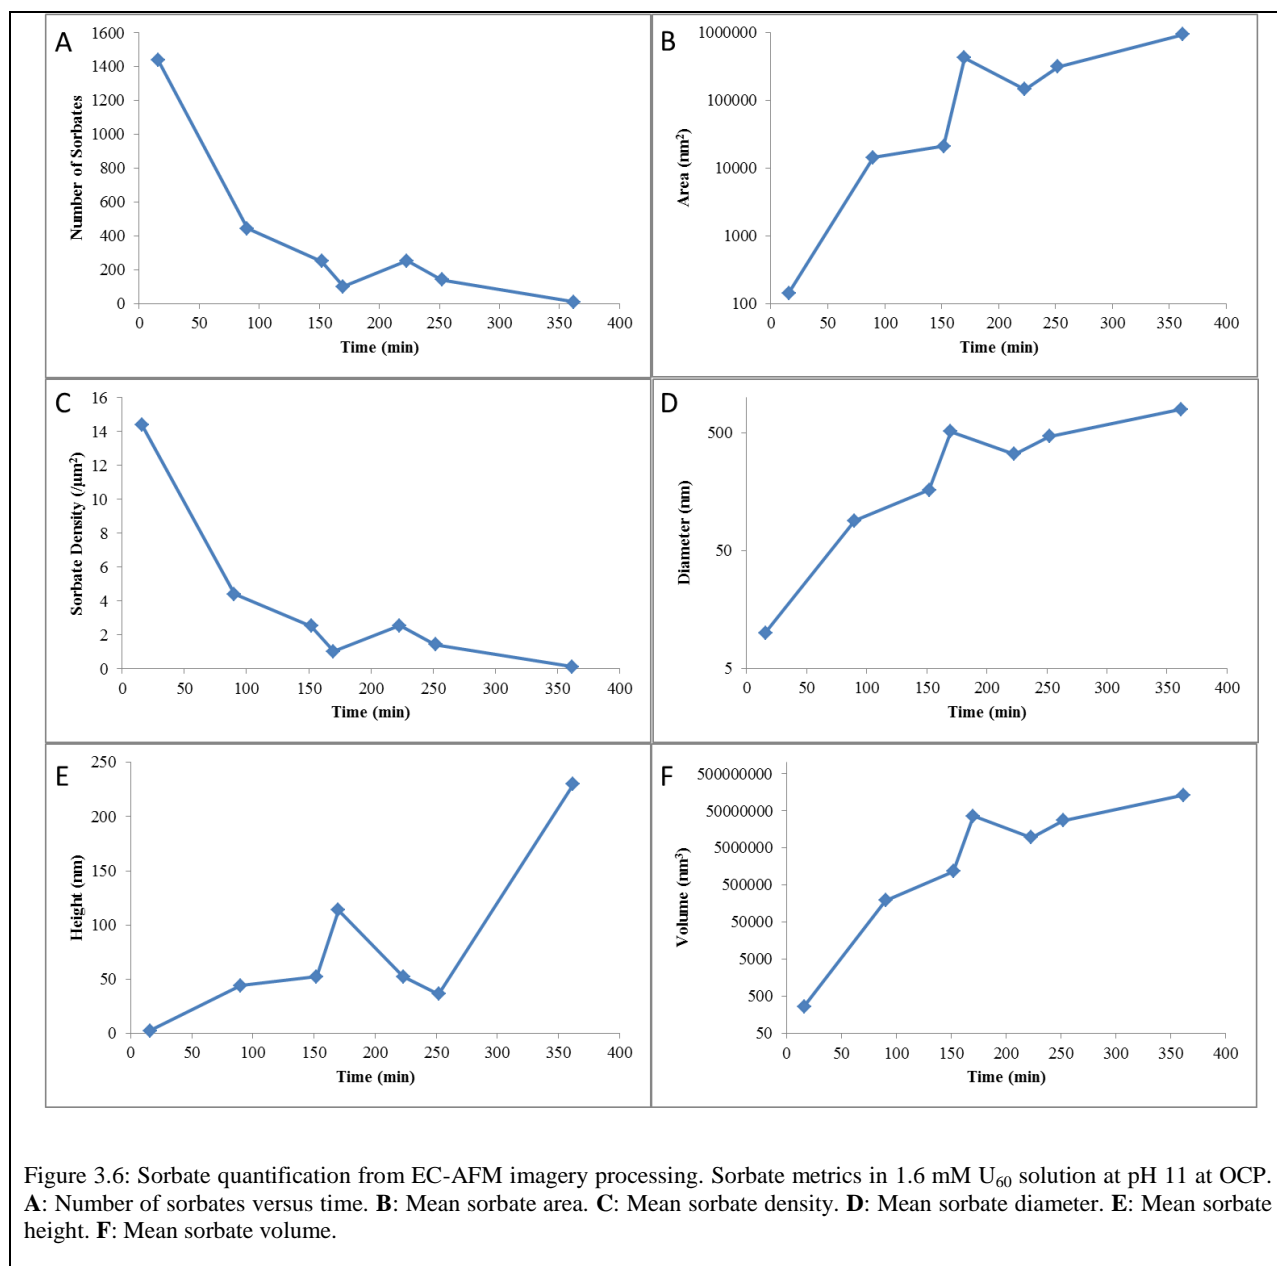 A
1600
1400
1200
1000
800
600
400
200
0
0 50 100 150 200 250 300 350 400
Number of Sorbates
Time (min)
B
1000000
100000
10000
1000
100
0 50 100 150 200 250 300 350 400
Area (nm²)
Time (min)
C
16
14
12
10
8
6
4
2
0
0 50 100 150 200 250 300 350 400
Sorbate Density (/μm²)
Time (min)
D
500
50
5
0 50 100 150 200 250 300 350 400
Diameter (nm)
Time (min)
E
250
200
150
100
50
0
0 50 100 150 200 250 300 350 400
Height (nm)
Time (min)
F
500000000
50000000
5000000
500000
50000
5000
500
50
0 50 100 150 200 250 300 350 400
Volume (nm³)
Time (min)
Figure 3.6: Sorbate quantification from EC-AFM imagery processing. Sorbate metrics in 1.6 mM U₆₀ solution at pH 11 at OCP.
A: Number of sorbates versus time. B: Mean sorbate area. C: Mean sorbate density. D: Mean sorbate diameter. E: Mean sorbate
height. F: Mean sorbate volume.